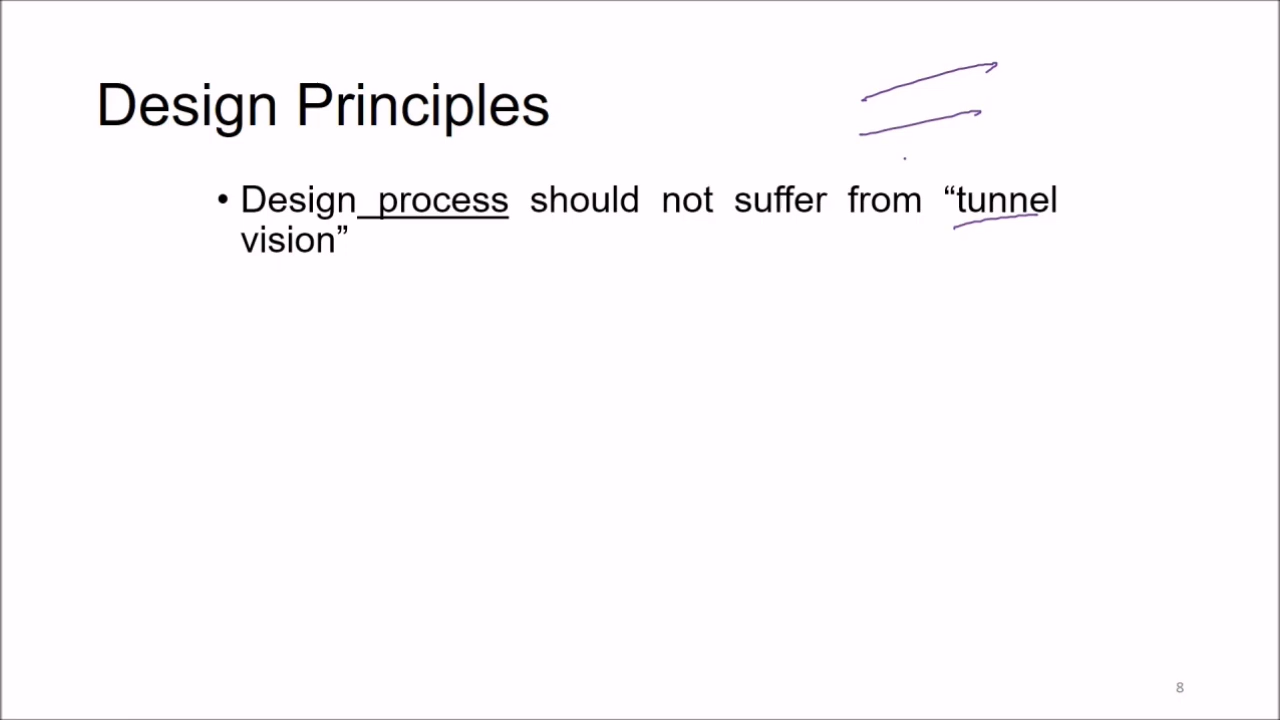 Design Principles
• Design process should not suffer from “tunnel
vision”
8